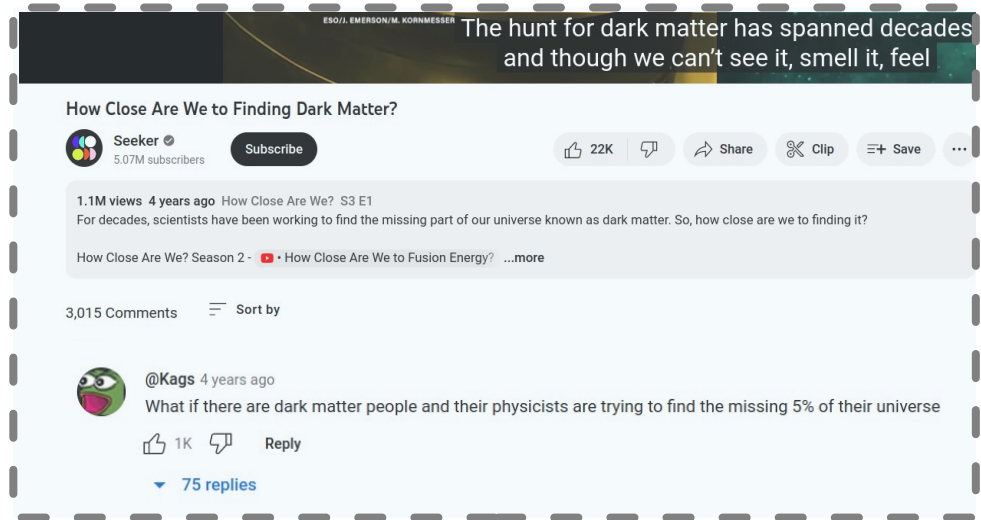 ESO/J. EMERSON/M. KORNMESSER
The hunt for dark matter has spanned decades
and though we can't see it, smell it, feel
How Close Are We to Finding Dark Matter?
Seeker
5.07M subscribers
Subscribe
22K
Share
Clip
Save
1.1M views 4 years ago How Close Are We? S3 E1
For decades, scientists have been working to find the missing part of our universe known as dark matter. So, how close are we to finding it?
How Close Are We? Season 2 - • How Close Are We to Fusion Energy? ...more
3,015 Comments
Sort by
@Kags 4 years ago
What if there are dark matter people and their physicists are trying to find the missing 5% of their universe
1K
Reply
75 replies